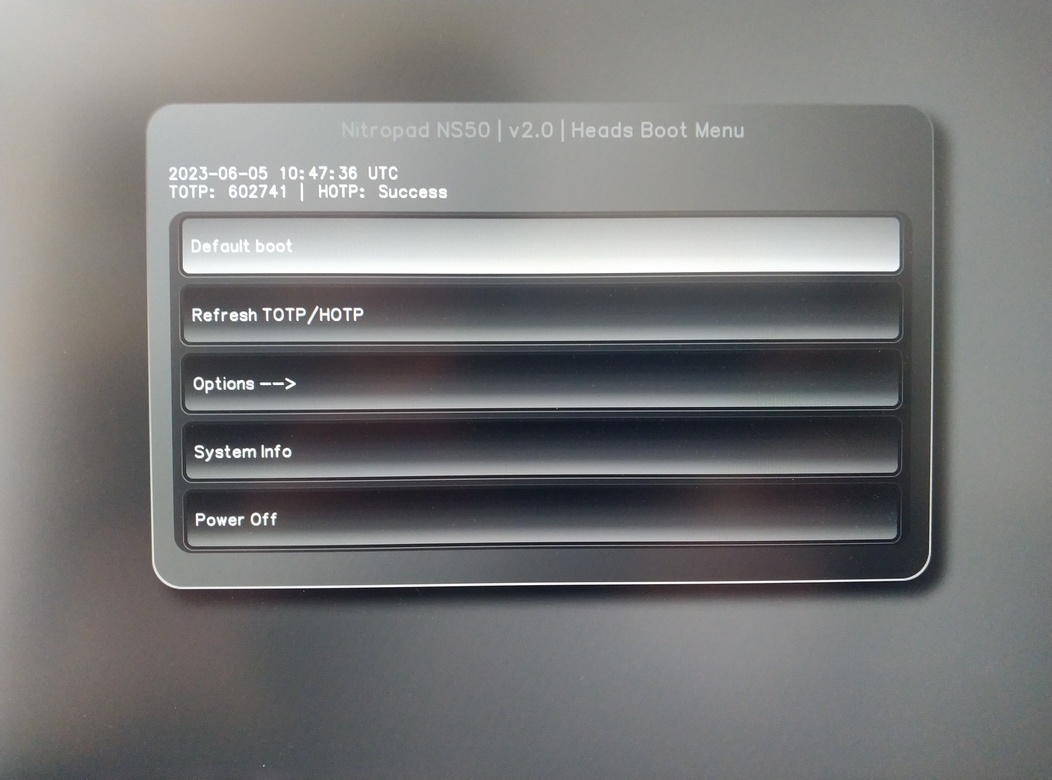 Nitropad NS50 | v2.0 | Heads Boot Menu
2023-06-05 10:47:36 UTC
TOTP: 602741 | HOTP: Success
Default boot
Refresh TOTP/HOTP
Options -->
System Info
Power Off